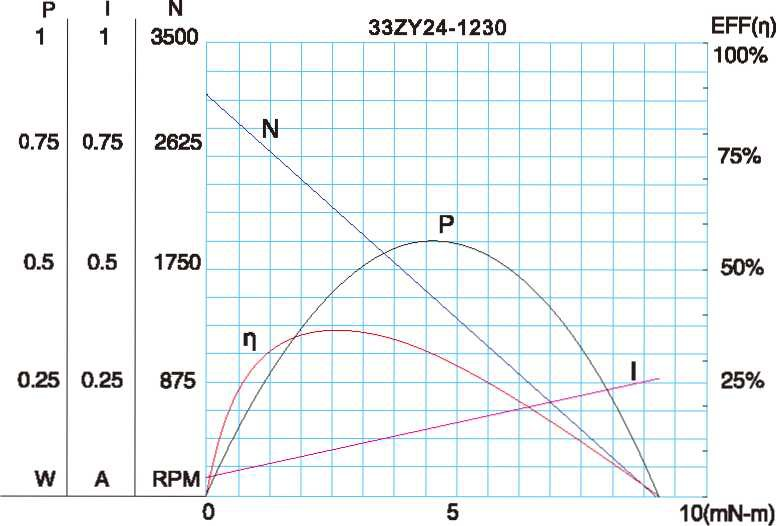 P I N 33ZY24-1230 EFF(η)
1 1 3500 100%
N
0.75 0.75 2625 75%
P
0.5 0.5 1750 50%
η I
0.25 0.25 875 25%
W A RPM
0 5 10(mN-m)